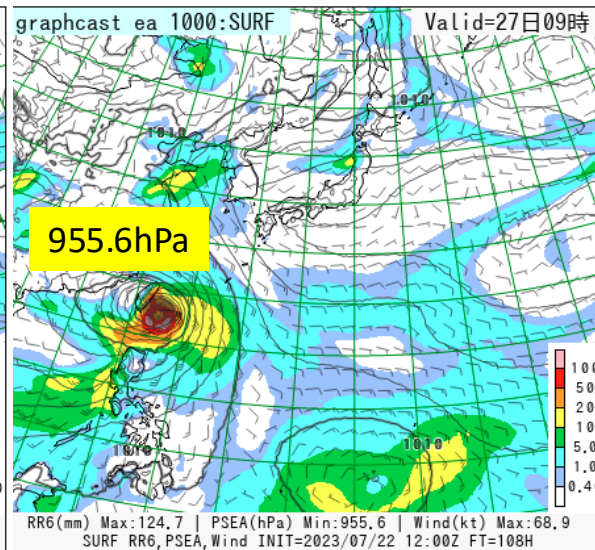 graphcast ea 1000:SURF Valid=27日09時
1010
1010
955.6hPa
100
50
20
10
5.0
1.0
0.4
1010
1010
RR6(mm) Max:124.7 | PSEA(hPa) Min:955.6 | Wind(kt) Max:68.9
SURF RR6,PSEA,Wind INIT=2023/07/22 12:00Z FT=108H